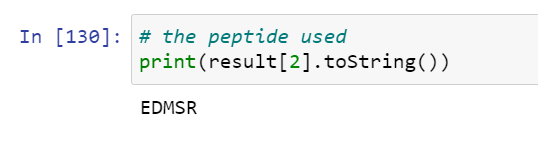 In [130]: # the peptide used
print(result[2].toString())
EDMSR